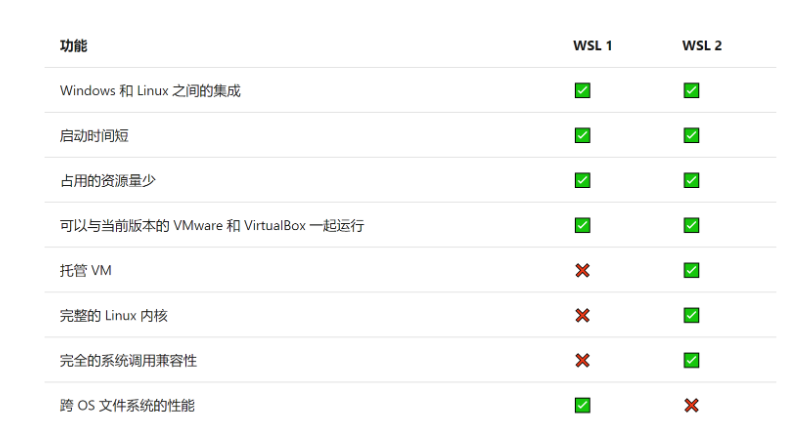 功能 WSL 1 WSL 2
Windows 和 Linux 之间的集成 ✅ ✅
启动时间短 ✅ ✅
占用的资源量少 ✅ ✅
可以与当前版本的 VMware 和 VirtualBox 一起运行 ✅ ✅
托管 VM ❌ ✅
完整的 Linux 内核 ❌ ✅
完全的系统调用兼容性 ❌ ✅
跨 OS 文件系统的性能 ✅ ❌